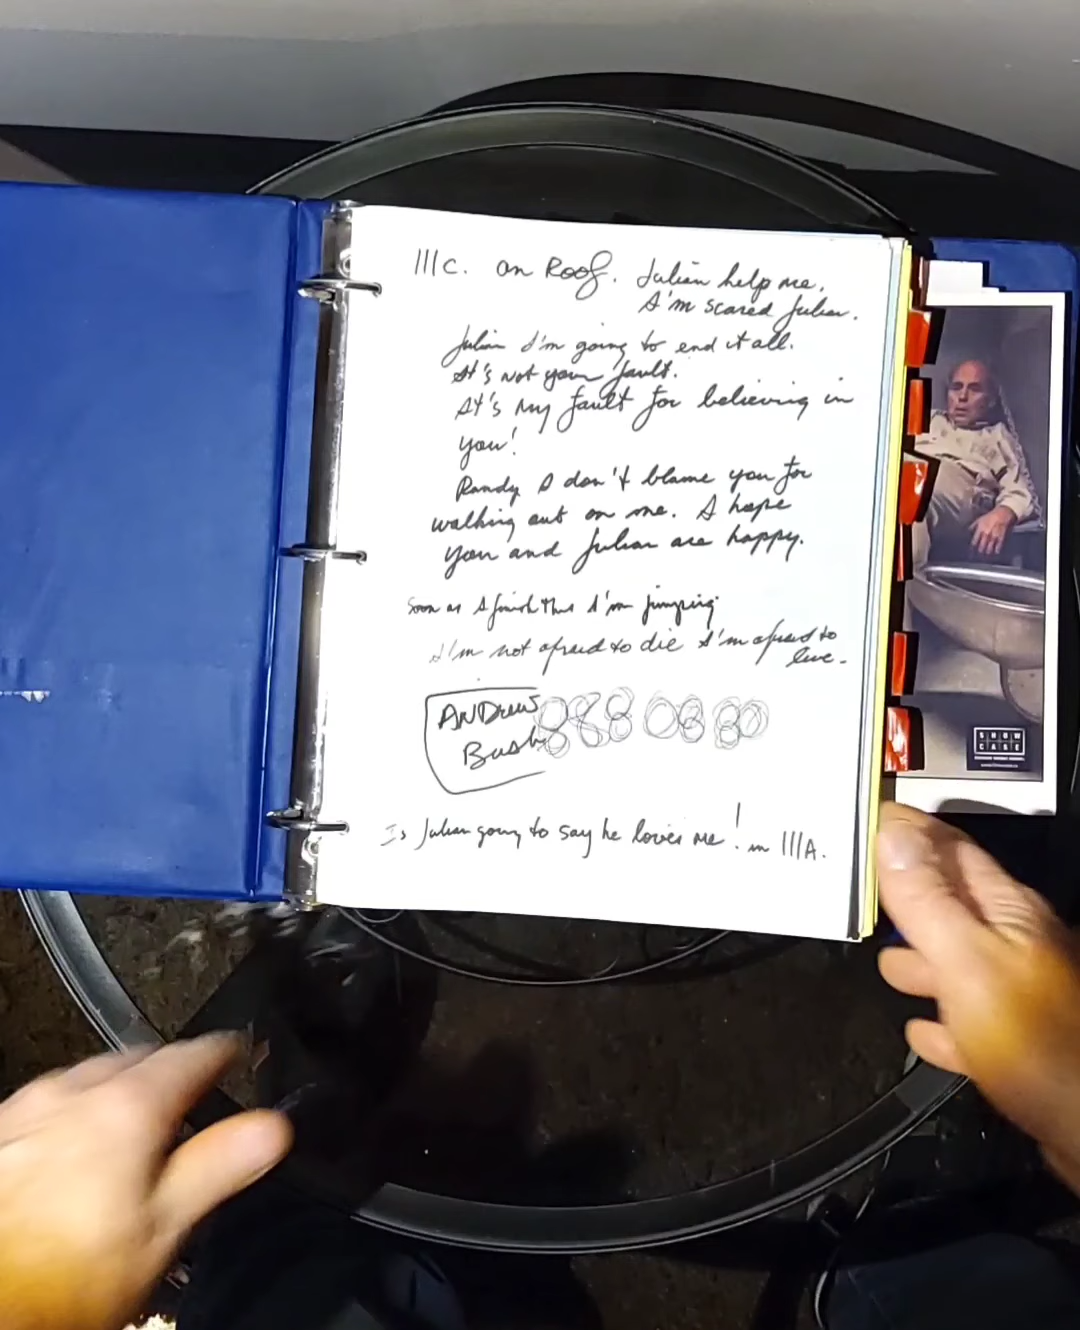 IIIC. on Roof. Julian help me.
I'm scared Julian.
Julian I'm going to end it all.
It's not your fault.
It's my fault for believing in
you!
Randy I don't blame you for
walking out on me. I hope
you and Julian are happy.
Soon as I finish this I'm jumping
I'm not afraid to die I'm afraid to
live.
ANDREW
Bush
Is Julian going to say he loves me! in IIIA.
SHOW
CASE